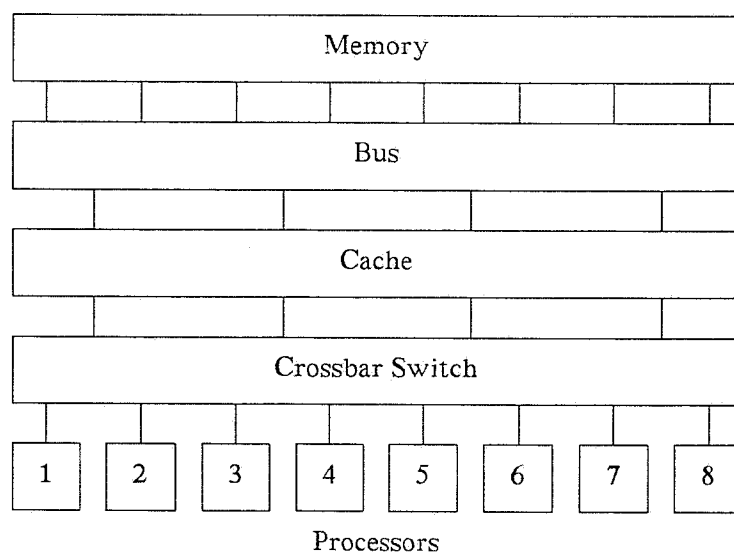 Memory
Bus
Cache
Crossbar Switch
1 2 3 4 5 6 7 8
Processors